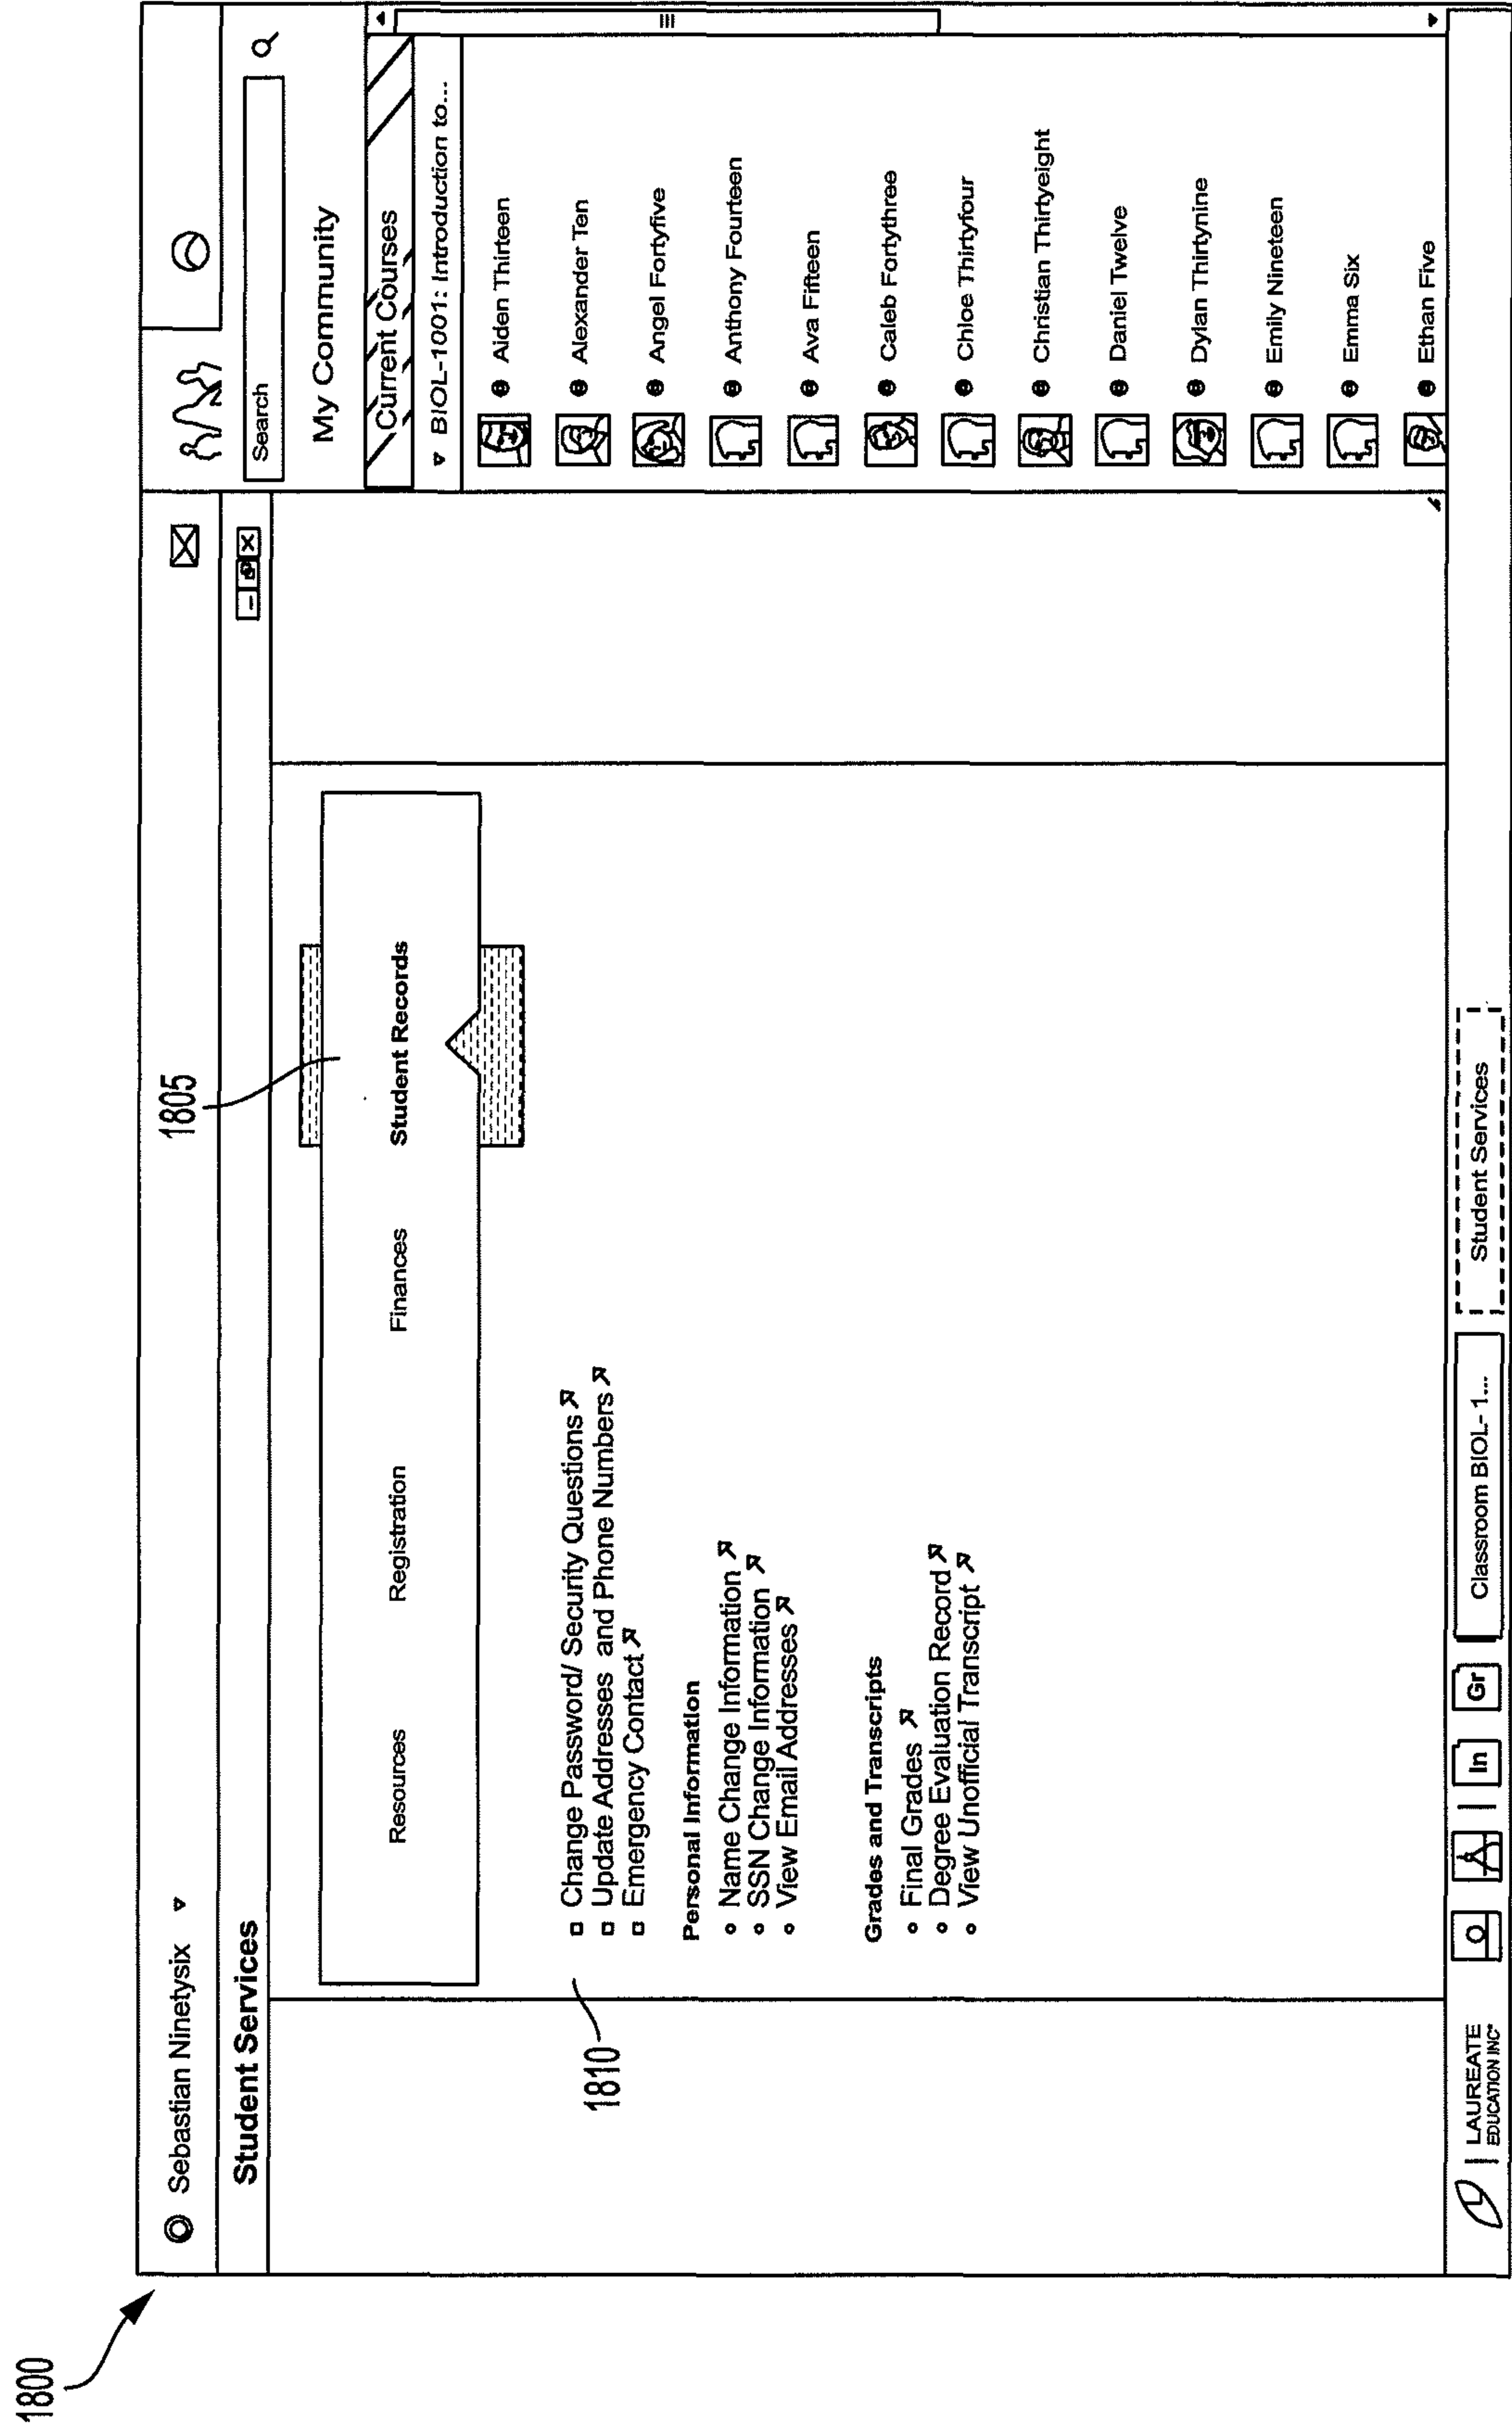 1800
Sebastian Ninetysix
Student Services
Search
My Community
Current Courses
BIOL-1001: Introduction to...
Aiden Thirteen
Alexander Ten
Angel Fortyfive
Anthony Fourteen
Ava Fifteen
Caleb Fortythree
Chloe Thirtyfour
Christian Thirtyeight
Daniel Twelve
Dylan Thirtynine
Emily Nineteen
Emma Six
Ethan Five
1805
Resources
Registration
Finances
Student Records
1810
Change Password/ Security Questions
Update Addresses and Phone Numbers
Emergency Contact
Personal Information
Name Change Information
SSN Change Information
View Email Addresses
Grades and Transcripts
Final Grades
Degree Evaluation Record
View Unofficial Transcript
LAUREATE
EDUCATION INC
In
Gr
Classroom BIOL-1...
Student Services